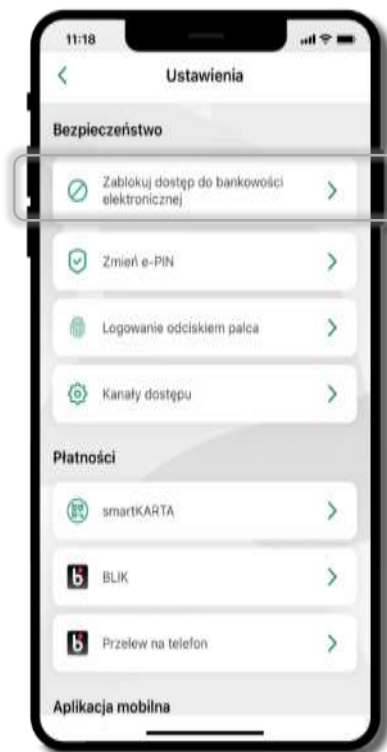 11:18
Ustawienia
Bezpieczeństwo
Zablokuj dostęp do bankowości
elektronicznej
Zmień e-PIN
Logowanie odciskiem palca
Kanały dostępu
Płatności
smartKARTA
BLIK
Przelew na telefon
Aplikacja mobilna